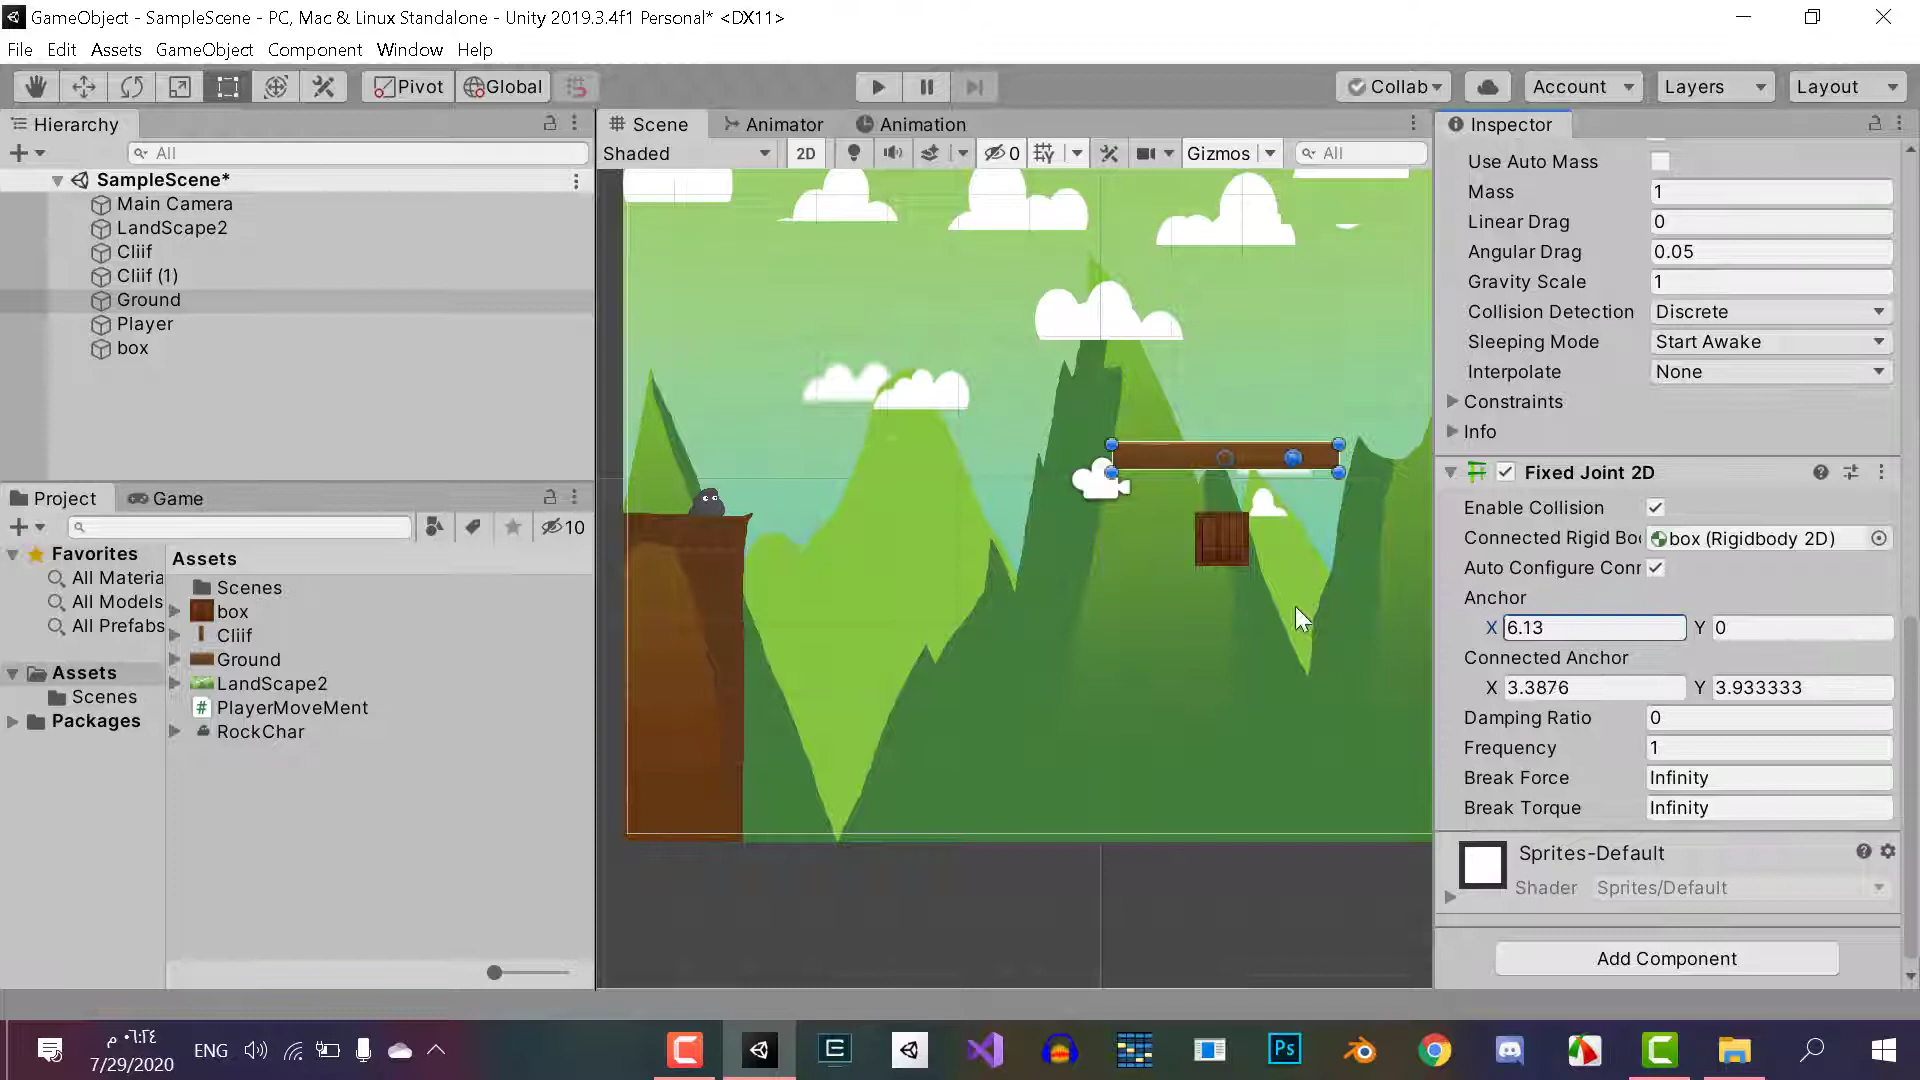 GameObject - SampleScene - PC, Mac & Linux Standalone - Unity 2019.3.4f1 Personal* <DX11>
File Edit Assets GameObject Component Window Help
Pivot Global Collab Account Layers Layout
Hierarchy
All
SampleScene*
Main Camera
LandScape2
Cliif
Cliif (1)
Ground
Player
box
Project Game
10
Favorites
All Materia
All Models
All Prefabs
Assets
Scenes
Packages
Assets
Scenes
box
Cliif
Ground
LandScape2
PlayerMoveMent
RockChar
Scene Animator Animation
Shaded 2D 0 Gizmos All
Inspector
Use Auto Mass
Mass 1
Linear Drag 0
Angular Drag 0.05
Gravity Scale 1
Collision Detection Discrete
Sleeping Mode Start Awake
Interpolate None
Constraints
Info
Fixed Joint 2D
Enable Collision
Connected Rigid Bo box (Rigidbody 2D)
Auto Configure Conr
Anchor
X 6.13 Y 0
Connected Anchor
X 3.3876 Y 3.933333
Damping Ratio 0
Frequency 1
Break Force Infinity
Break Torque Infinity
Sprites-Default
Shader Sprites/Default
Add Component
٠٦:٢٤ م
7/29/2020
ENG
Ps